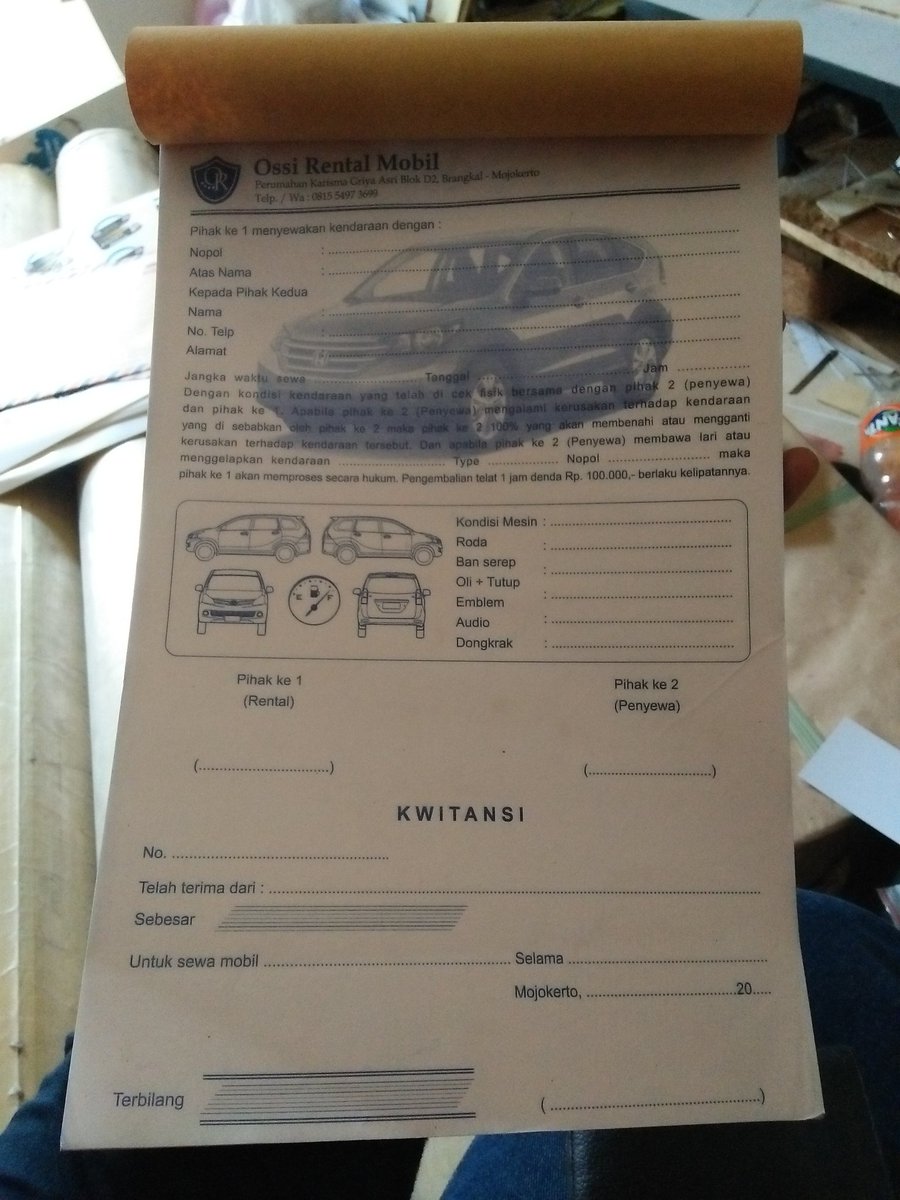 OR
Ossi Rental Mobil
Perumahan Karisma Griya Asri Blok D2, Brangkal - Mojokerto
Telp. / Wa : 0815 5497 3699
Pihak ke 1 menyewakan kendaraan dengan :
Nopol : ..........
Atas Nama : ..........
Kepada Pihak Kedua
Nama : ..........
No. Telp : ..........
Alamat : ..........
Jangka waktu sewa .......... Tanggal .......... Jam ..........
Dengan kondisi kendaraan yang telah di cek fisik bersama dengan pihak 2 (penyewa)
dan pihak ke 1. Apabila pihak ke 2 (Penyewa) mengalami kerusakan terhadap kendaraan
yang di sebabkan oleh pihak ke 2 maka pihak ke 2 100% yang akan membenahi atau mengganti
kerusakan terhedap kendaraan tersebut. Dan apabila pihak ke 2 (Penyewa) membawa lari atau
menggelapkan kendaraan .......... Type .......... Nopol .......... maka
pihak ke 1 akan memproses secara hukum. Pengembalian telat 1 jam denda Rp. 100.000,- berlaku kelipatannya.
E F
Kondisi Mesin : ..........
Roda : ..........
Ban serep
Oli + Tutup : ..........
Emblem : ..........
Audio : ..........
Dongkrak : ..........
Pihak ke 1 Pihak ke 2
(Rental) (Penyewa)
(..........) (..........)
KWITANSI
No. ..........
Telah terima dari : ..........
Sebesar
Untuk sewa mobil .......... Selama ..........
Mojokerto, ..........20.....
Terbilang (..........)